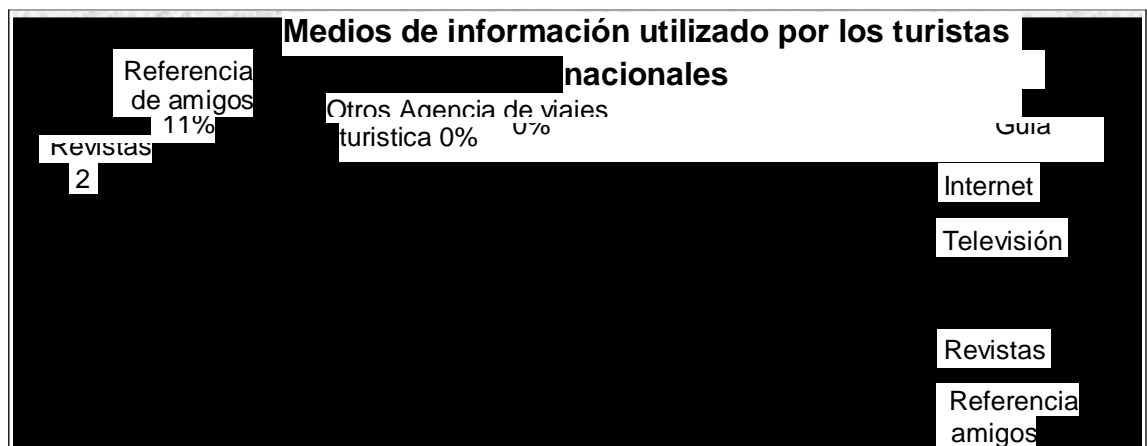 Medios de información utilizado por los turistas
nacionales
Referencia
de amigos
11%
Otros Agencia de viajes
turistica 0% 0%
Guia
Revistas
2
Internet
Televisión
Revistas
Referencia
amigos